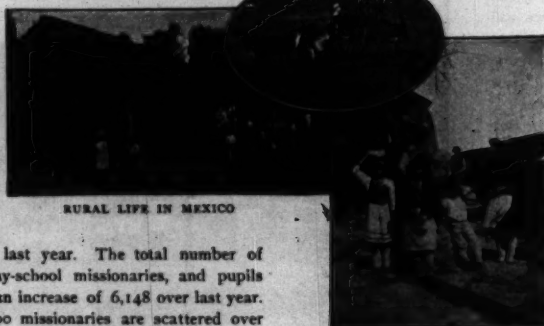 RURAL LIFE IN MEXICO
last year. The total number of
-school missionaries, and pupils
increase of 6,148 over last year.
missionaries are scattered over